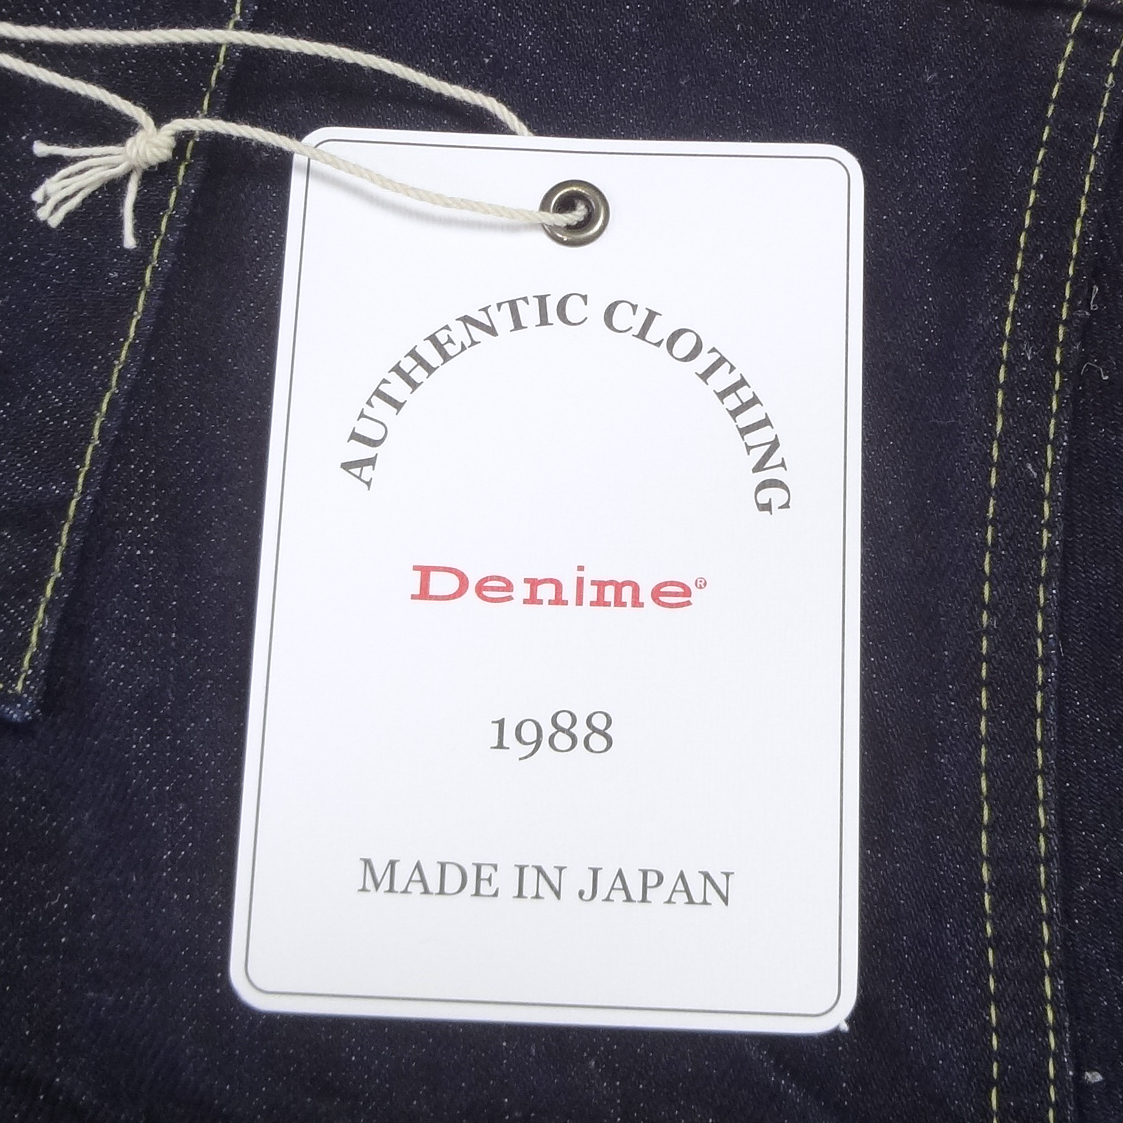 AUTHENTIC CLOTHING
Denime®
1988
MADE IN JAPAN